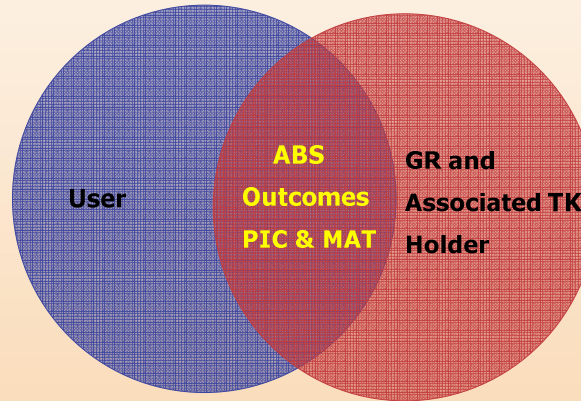 User
ABS
Outcomes
PIC & MAT
GR and
Associated TK
Holder